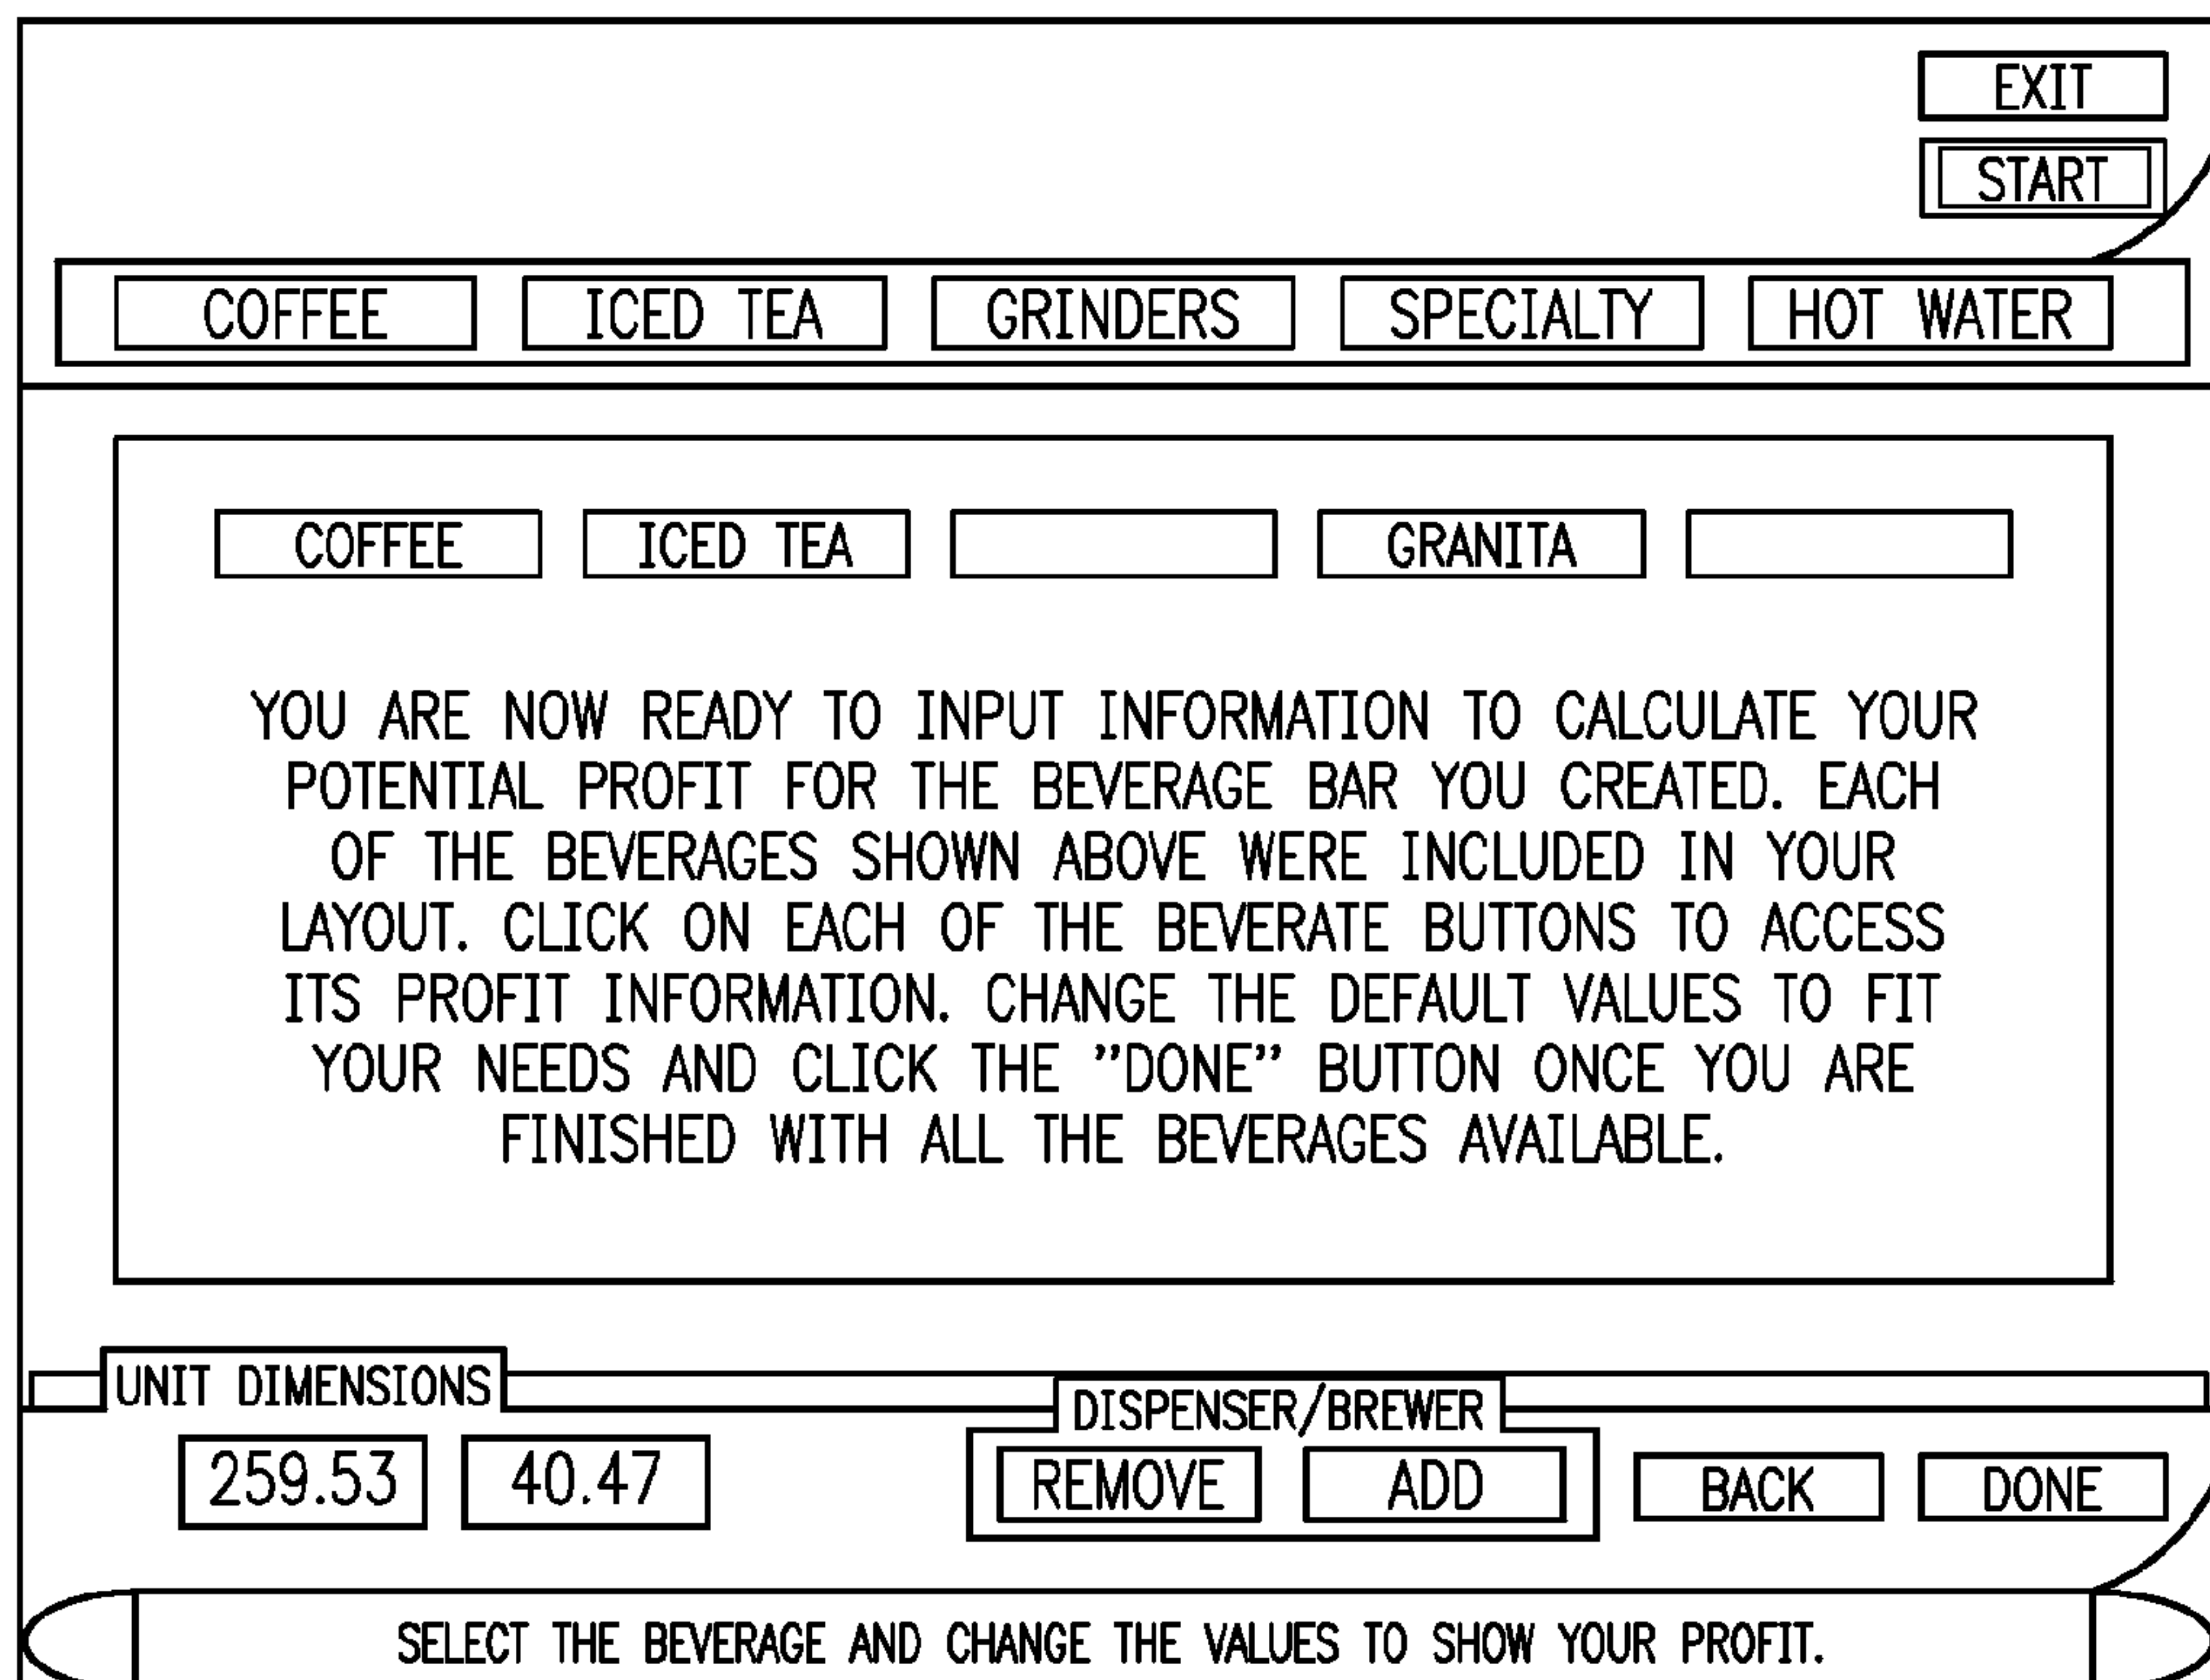 EXIT
START
COFFEE ICED TEA GRINDERS SPECIALTY HOT WATER
COFFEE ICED TEA GRANITA
YOU ARE NOW READY TO INPUT INFORMATION TO CALCULATE YOUR
POTENTIAL PROFIT FOR THE BEVERAGE BAR YOU CREATED. EACH
OF THE BEVERAGES SHOWN ABOVE WERE INCLUDED IN YOUR
LAYOUT. CLICK ON EACH OF THE BEVERATE BUTTONS TO ACCESS
ITS PROFIT INFORMATION. CHANGE THE DEFAULT VALUES TO FIT
YOUR NEEDS AND CLICK THE ”DONE” BUTTON ONCE YOU ARE
FINISHED WITH ALL THE BEVERAGES AVAILABLE.
UNIT DIMENSIONS
DISPENSER/BREWER
259.53 40.47 REMOVE ADD BACK DONE
SELECT THE BEVERAGE AND CHANGE THE VALUES TO SHOW YOUR PROFIT.